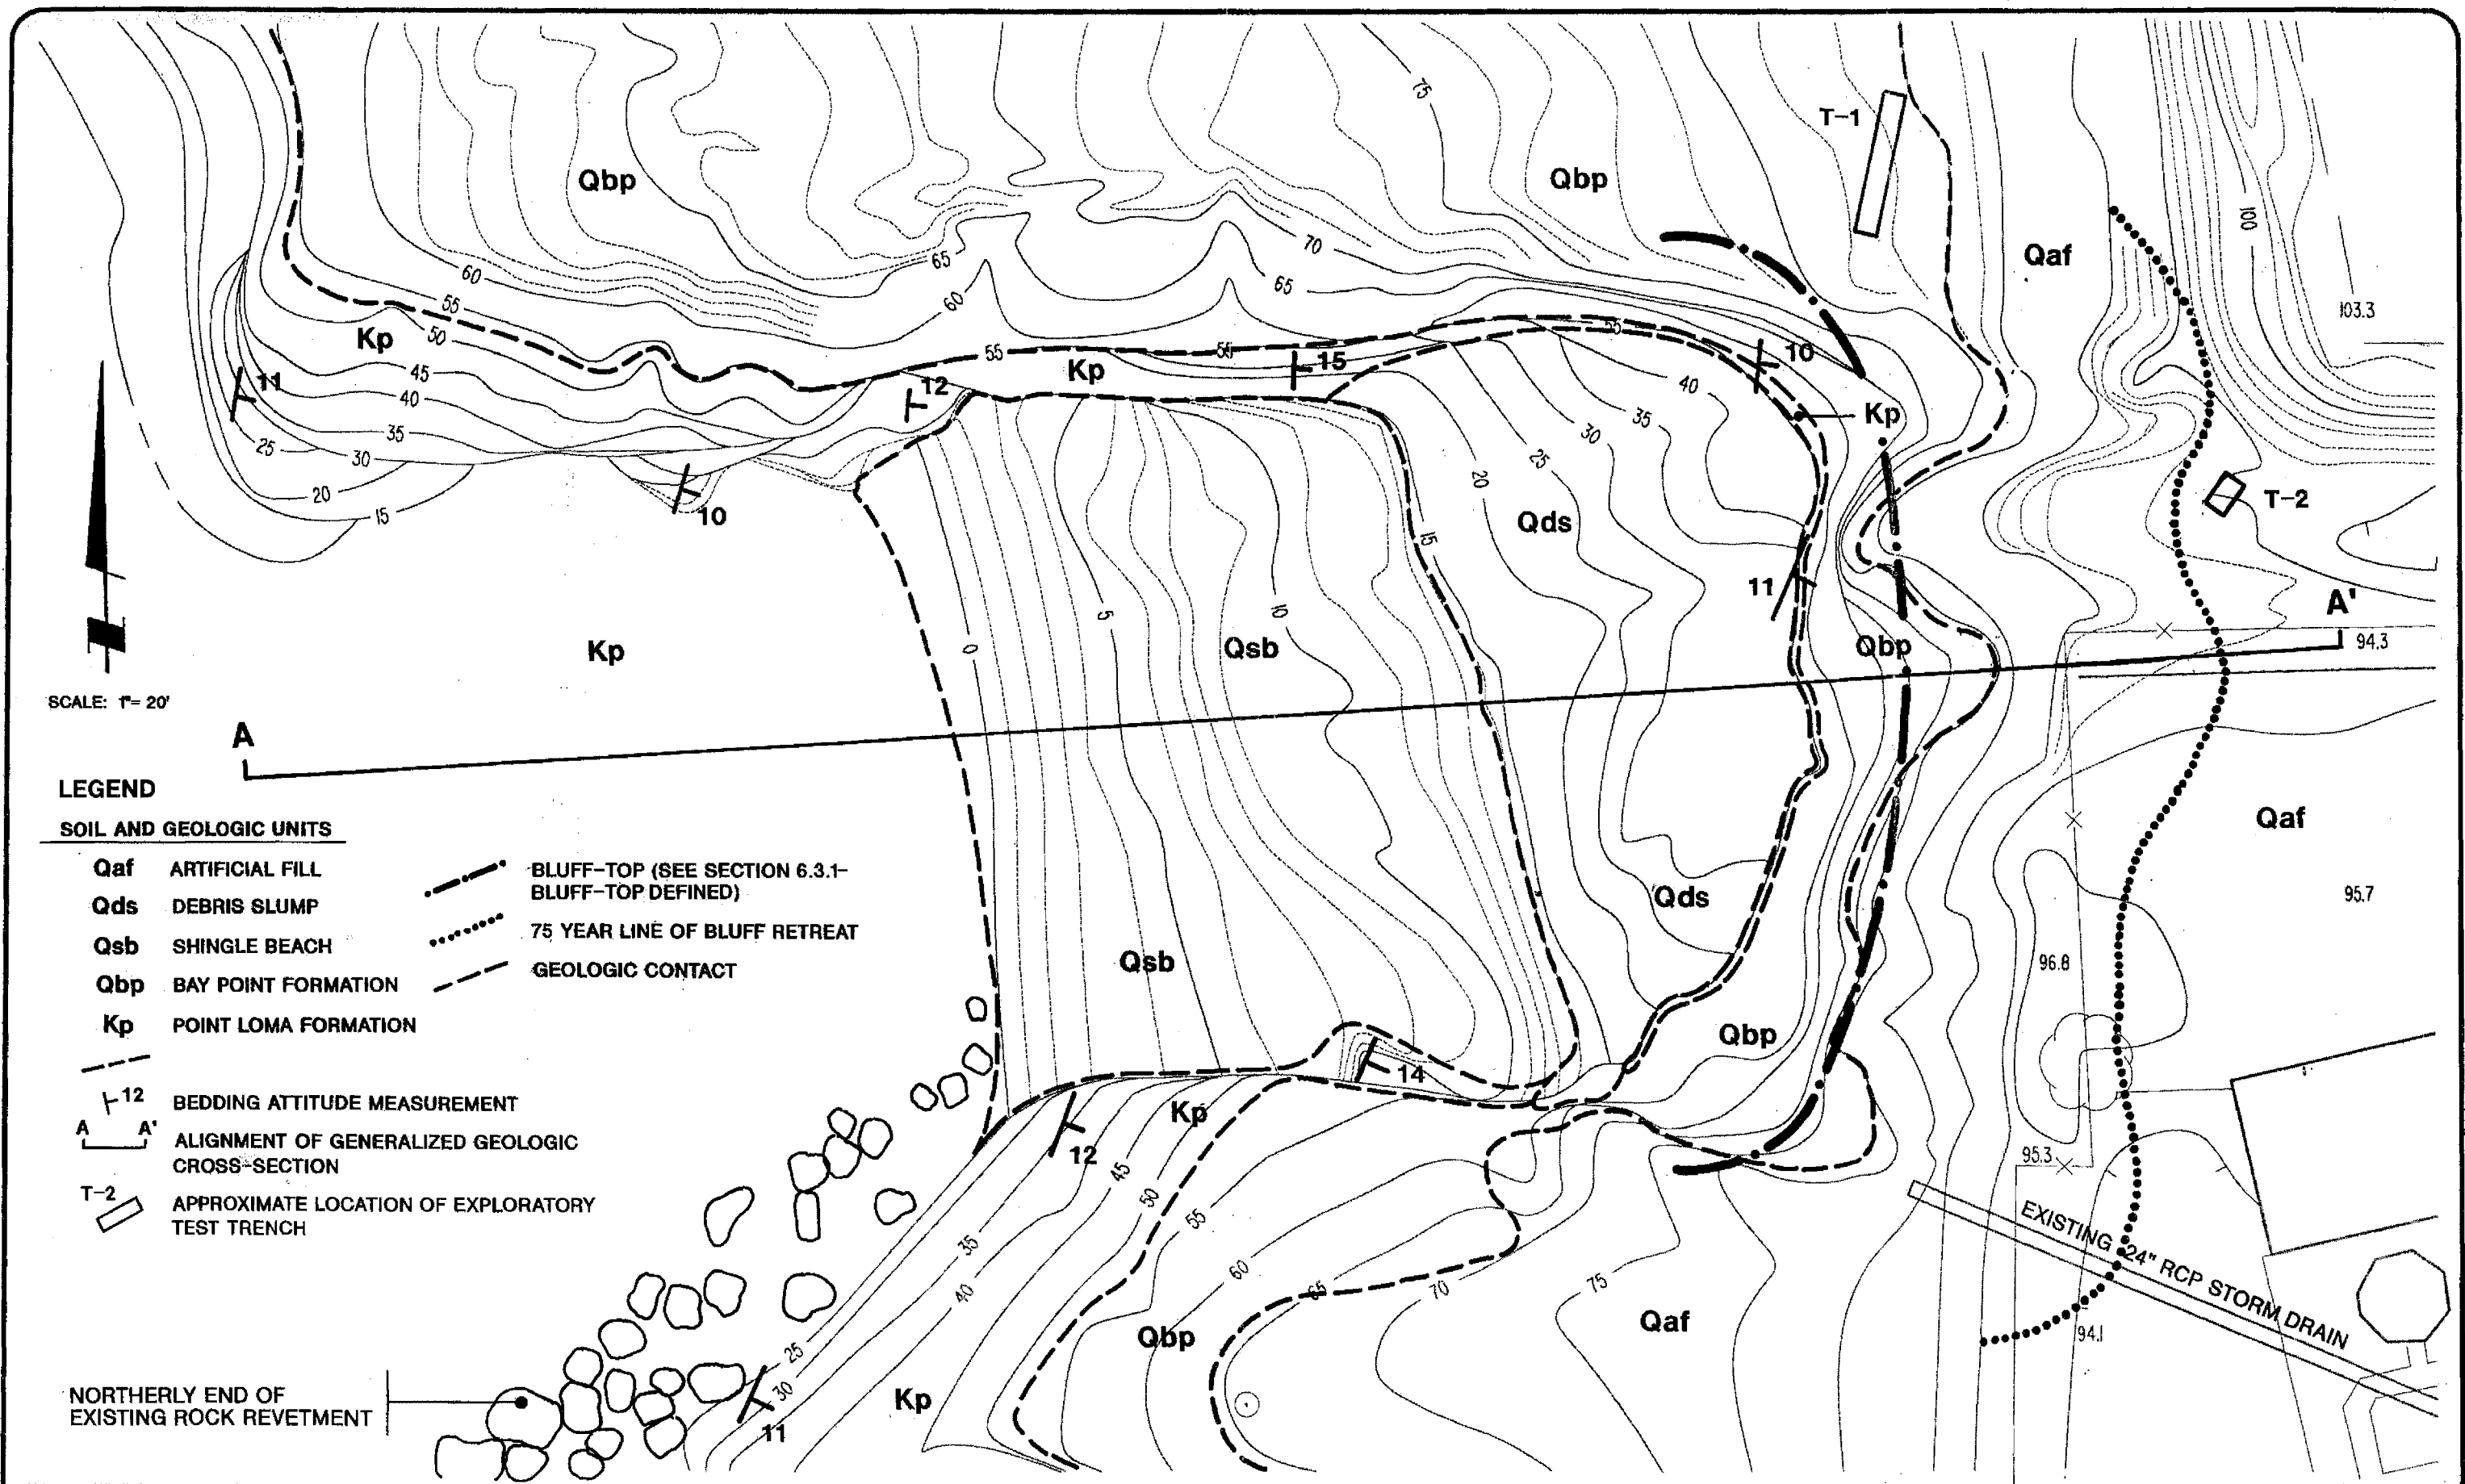 75
T-1
Qbp
Qbp
100
Qaf
70
65
60
65
60
55
103.3
Kp
50
55
55
55
Kp
15
10
45
11
12
40
40
Kp
35
35
25
30
30
25
20
T-2
20
10
15
Qds
15
11
5
10
A'
Kp
0
Qsb
Qbp
94.3
SCALE: 1"= 20'
A
LEGEND
SOIL AND GEOLOGIC UNITS
Qaf ARTIFICIAL FILL
Qds DEBRIS SLUMP
Qsb SHINGLE BEACH
Qbp BAY POINT FORMATION
Kp POINT LOMA FORMATION
BLUFF-TOP (SEE SECTION 6.3.1-
BLUFF-TOP DEFINED)
75 YEAR LINE OF BLUFF RETREAT
GEOLOGIC CONTACT
12 BEDDING ATTITUDE MEASUREMENT
A A' ALIGNMENT OF GENERALIZED GEOLOGIC
CROSS-SECTION
T-2 APPROXIMATE LOCATION OF EXPLORATORY
TEST TRENCH
Qaf
Qds
95.7
Qsb
96.8
Qbp
14
Kp
12
45
95.3
50
55
35
EXISTING 24" RCP STORM DRAIN
60
40
65
70
75
Qaf
Qbp
94.1
25
30
NORTHERLY END OF
EXISTING ROCK REVETMENT
Kp
11